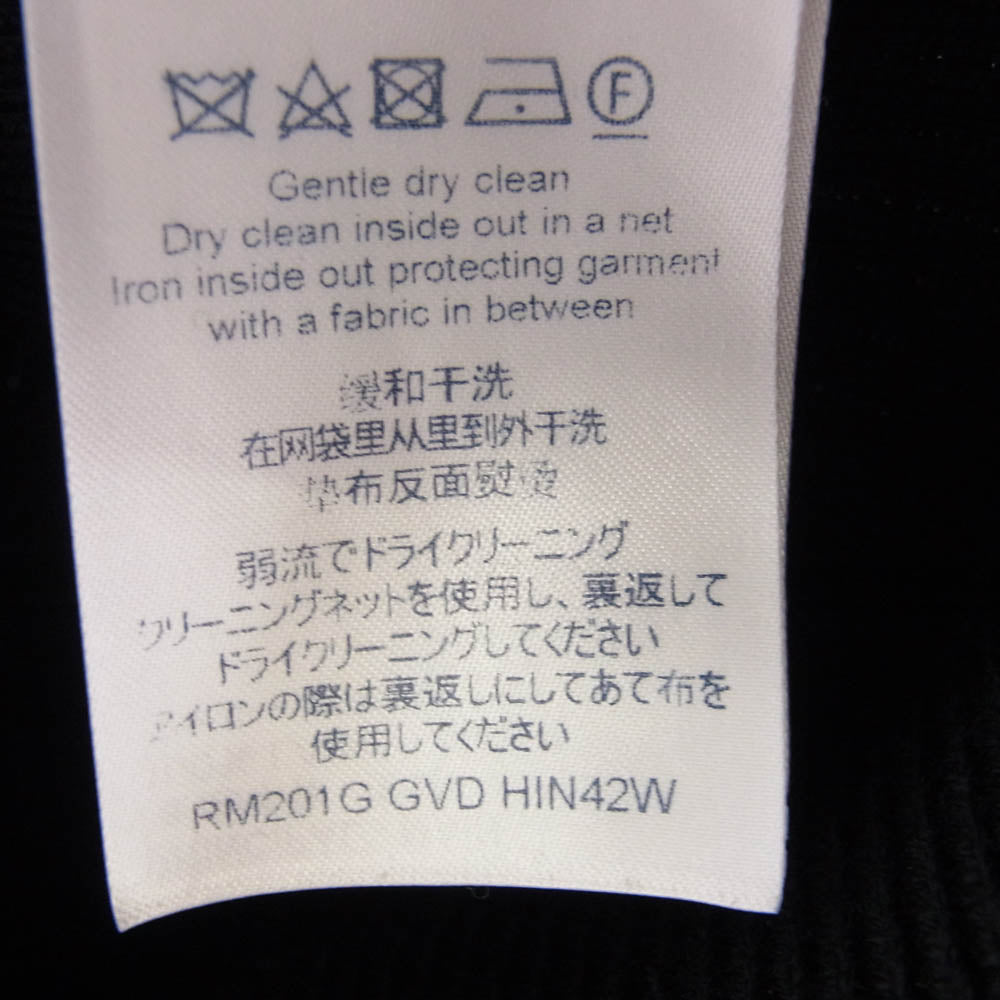 F
Gentle dry clean
Dry clean inside out in a net
Iron inside out protecting garment
with a fabric in between
缓和干洗
在网袋里从里到外干洗
垫布反面熨烫
弱流でドライクリーニング
クリーニングネットを使用し、裏返して
ドライクリーニングしてください
アイロンの際は裏返しにしてあて布を
使用してください
RM201G GVD HIN42W